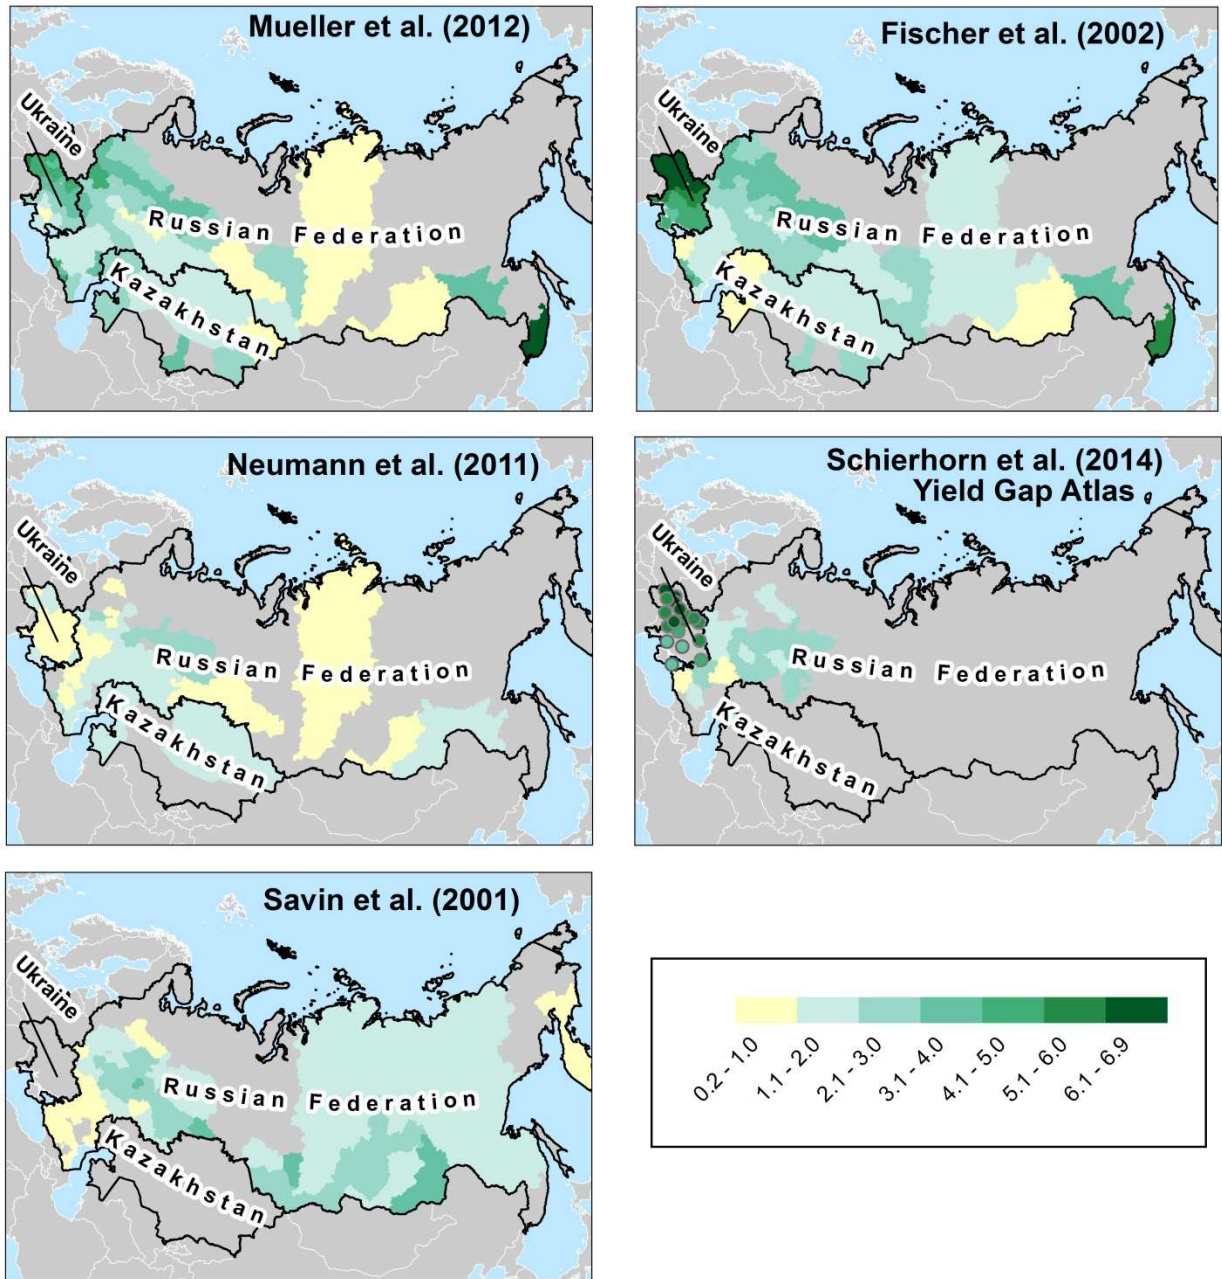 Mueller et al. (2012)
Ukraine
Russian Federation
Kazakhstan
Fischer et al. (2002)
Ukraine
Russian Federation
Kazakhstan
Neumann et al. (2011)
Ukraine
Russian Federation
Kazakhstan
Schierhorn et al. (2014)
Yield Gap Atlas
Ukraine
Russian Federation
Kazakhstan
Savin et al. (2001)
Ukraine
Russian Federation
Kazakhstan
0.2 - 1.0
1.1 - 2.0
2.1 - 3.0
3.1 - 4.0
4.1 - 5.0
5.1 - 6.0
6.1 - 6.9